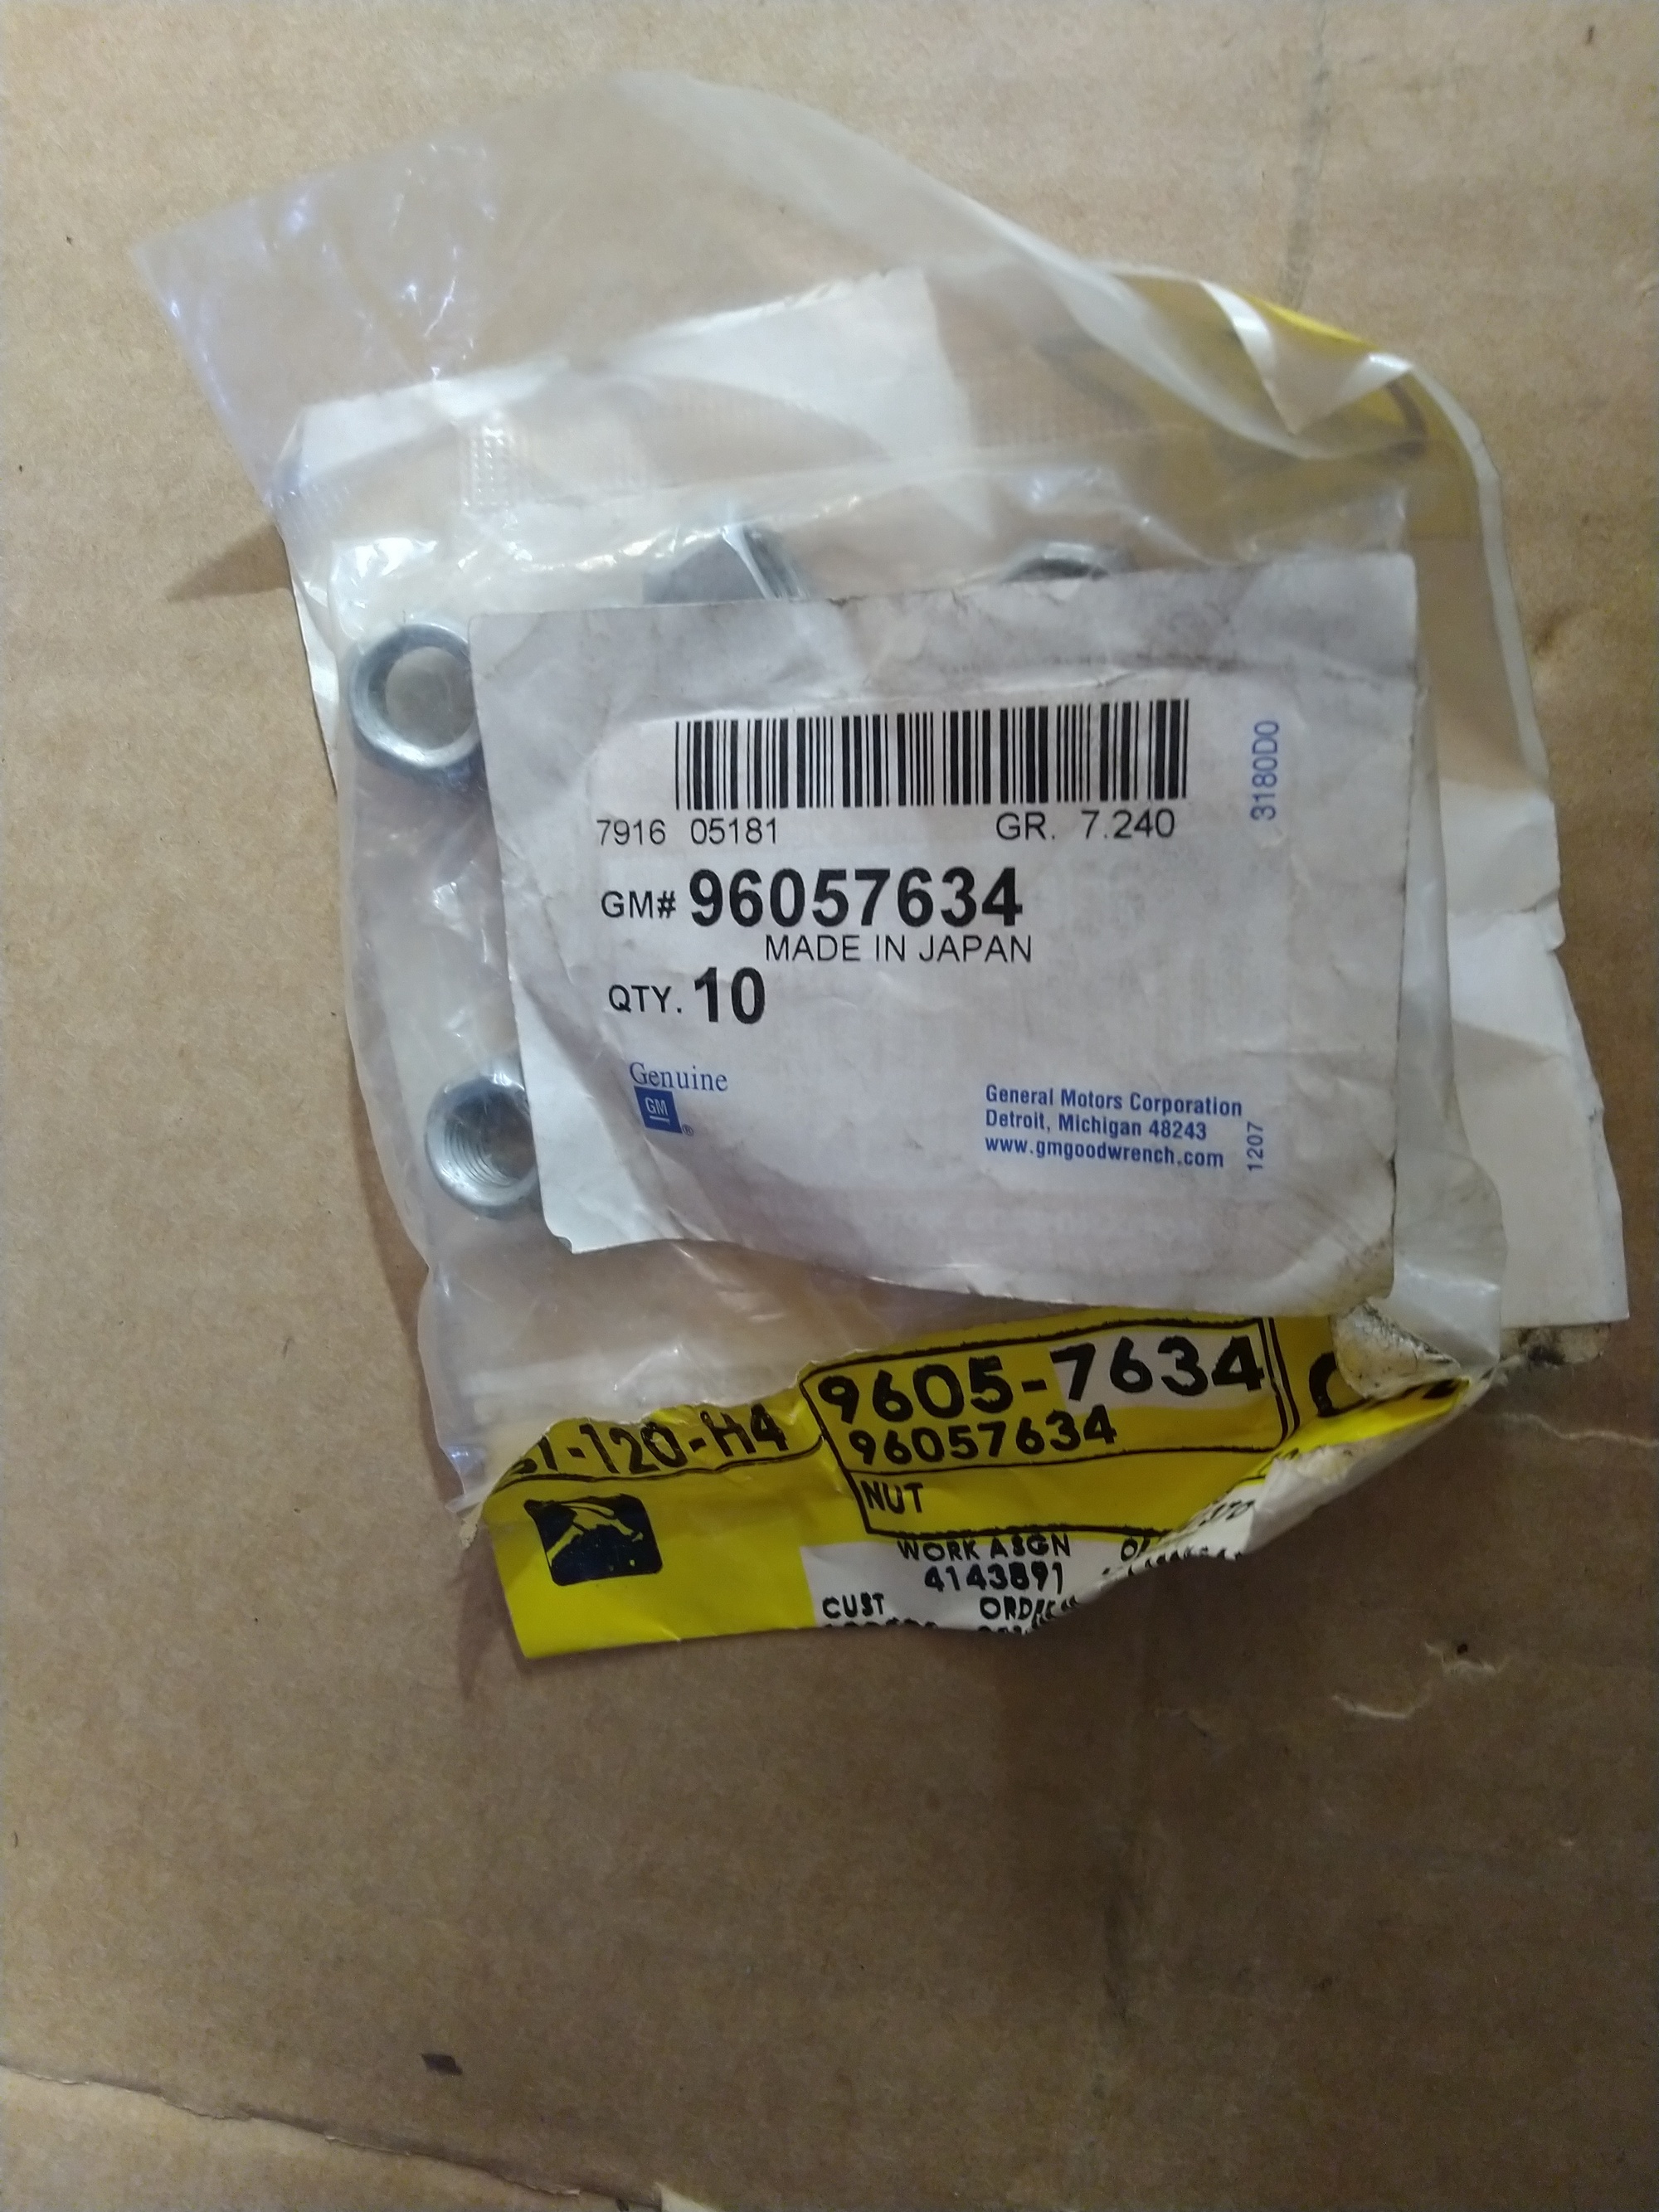 3180D0
7916 05181 GR. 7.240
GM# 96057634
MADE IN JAPAN
QTY. 10
Genuine
GM ®
General Motors Corporation
Detroit, Michigan 48243
www.gmgoodwrench.com
1207
-120-H4
9605-7634
96057634
NUT
WORK ASGN
4143891
CUST